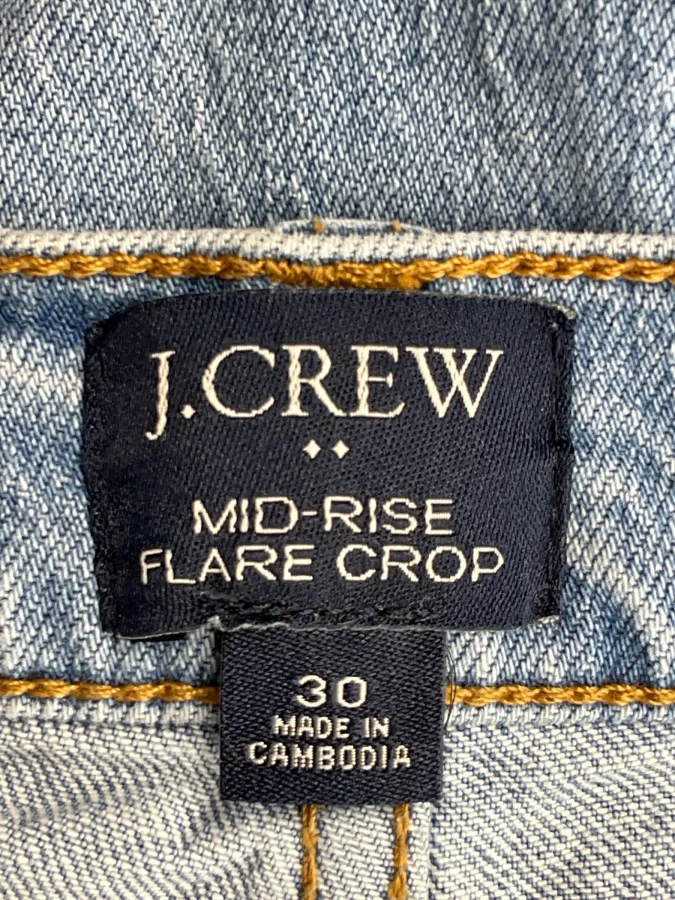 J.CREW
MID-RISE
FLARE CROP
30
MADE IN
CAMBODIA